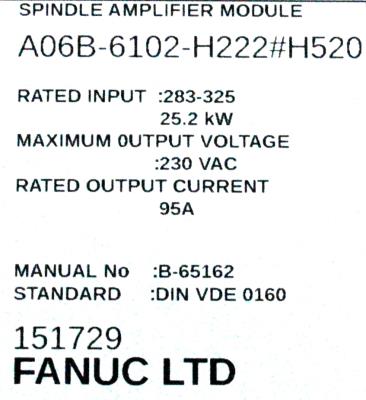 SPINDLE AMPLIFIER MODULE
A06B-6102-H222#H520
RATED INPUT :283-325
25.2 kW
MAXIMUM 0UTPUT VOLTAGE
:230 VAC
RATED OUTPUT CURRENT
95A
MANUAL No :B-65162
STANDARD :DIN VDE 0160
151729
FANUC LTD